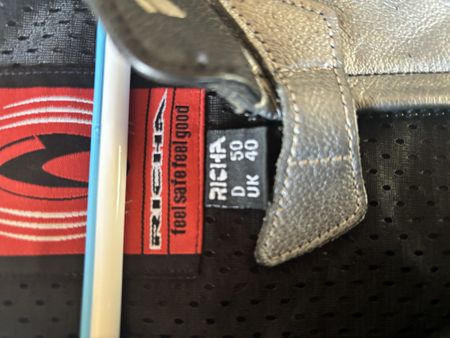 RICHA
feel safe feel good
RICHA
D 50
UK 40